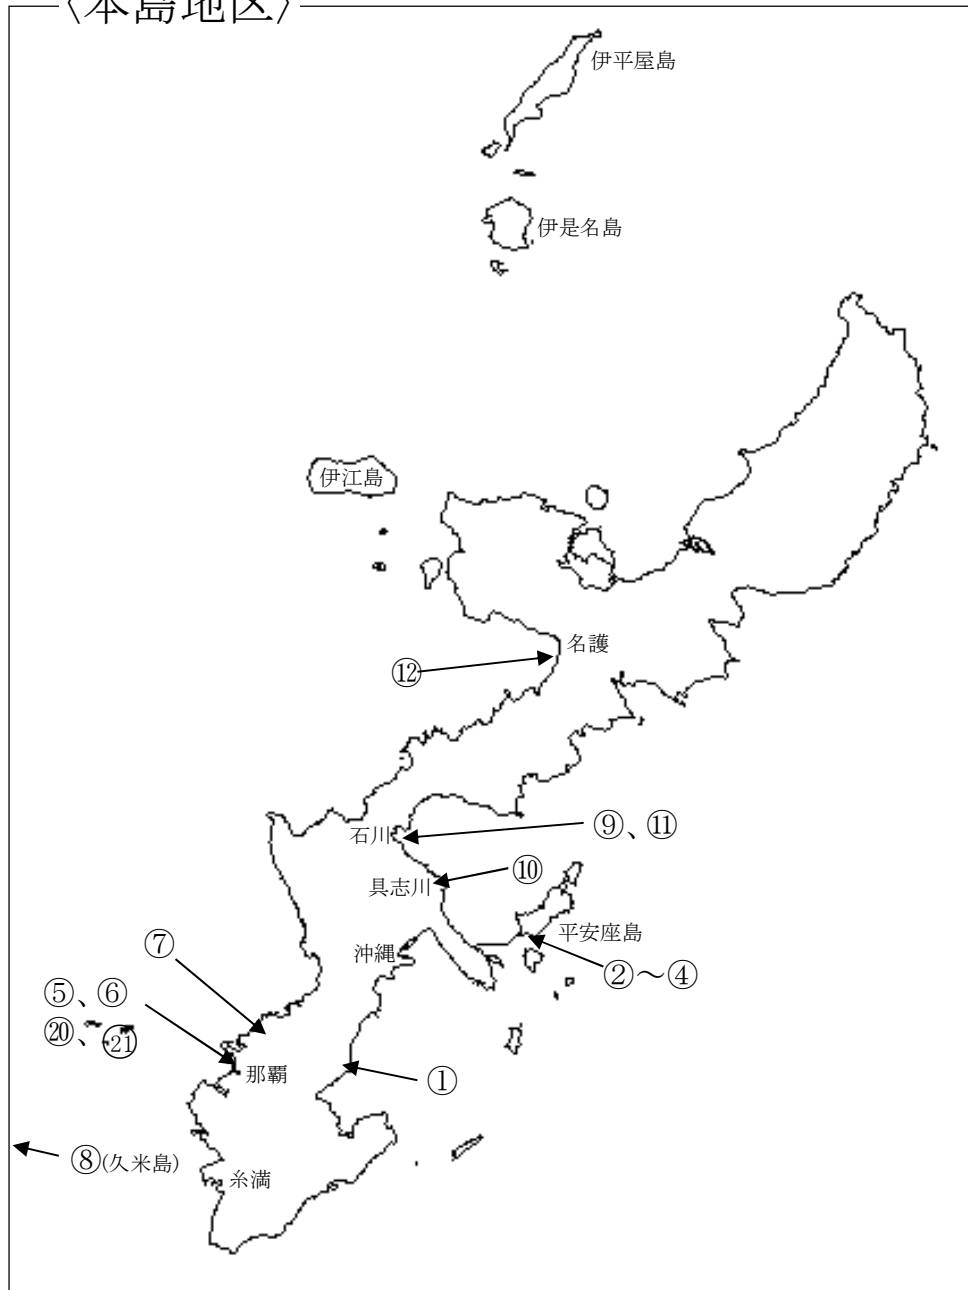 〈本島地区〉
伊平屋島
伊是名島
伊江島
名護
⑫
石川
⑨、⑪
具志川
⑩
平安座島
沖縄
②～④
⑦
⑤、⑥
⑳、㉑
那覇
①
⑧(久米島)
糸満